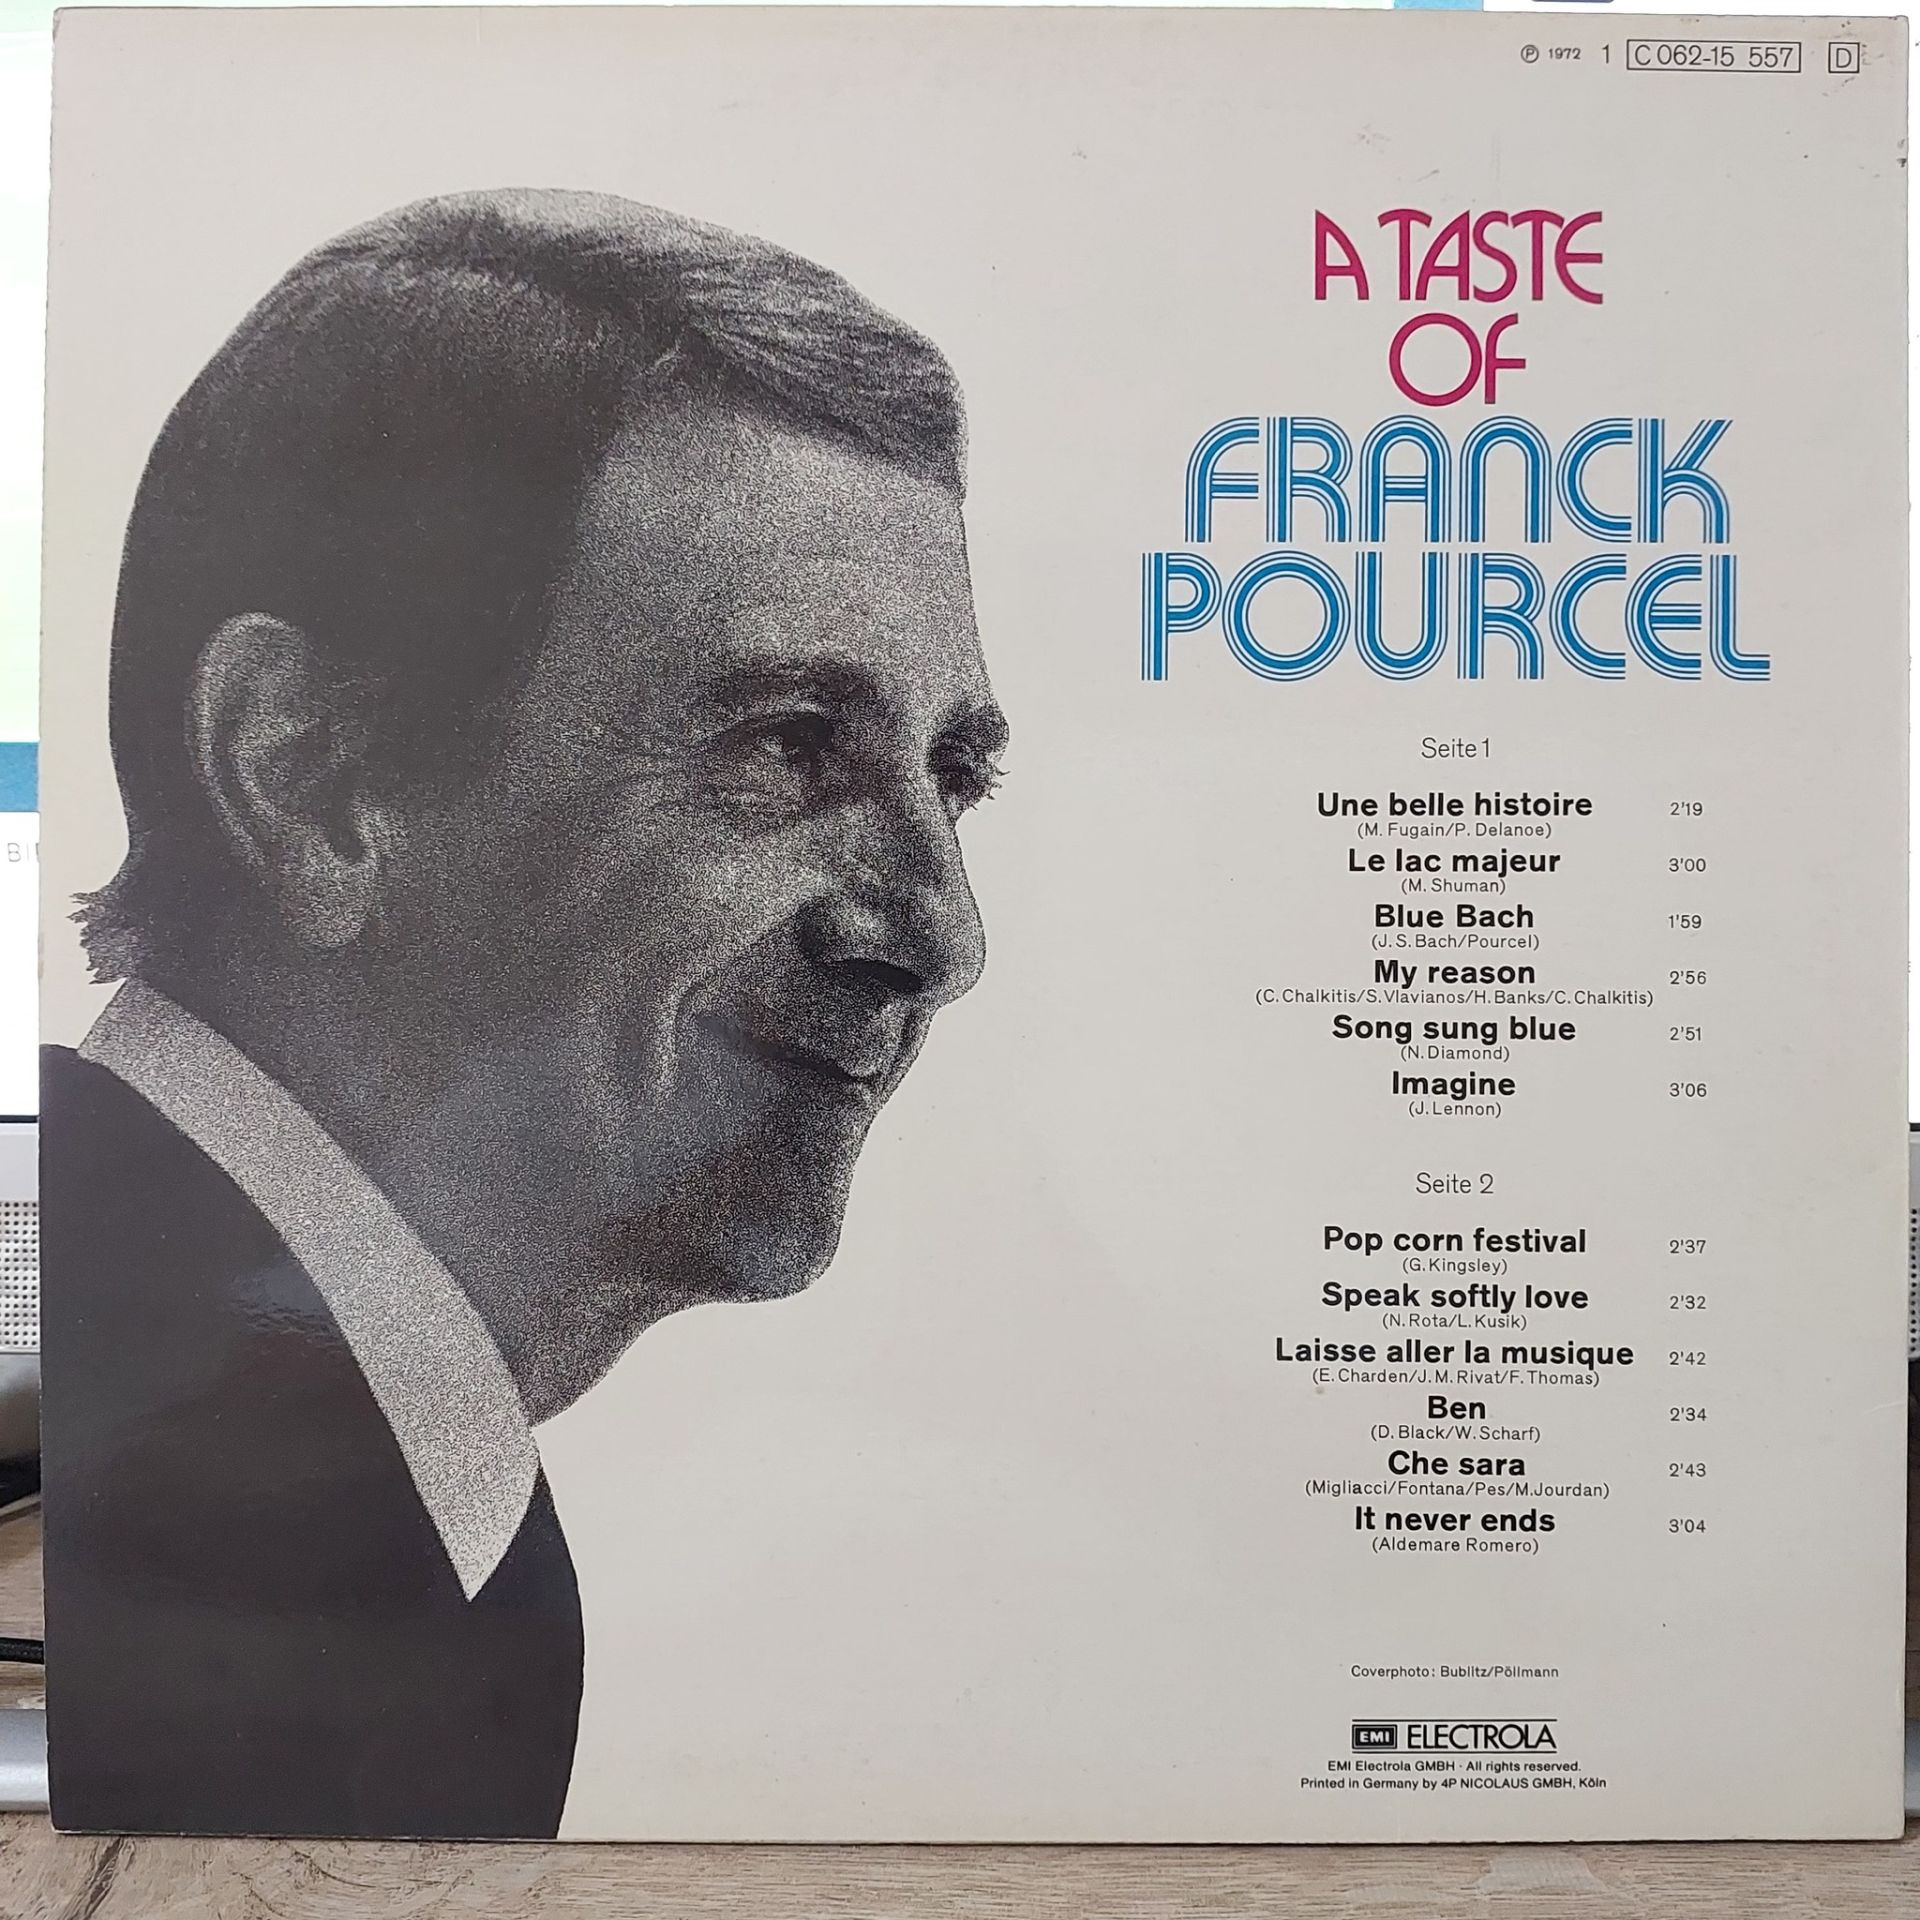 ℗ 1972 1 C 062-15 557 D
A TASTE
OF
FRANCK
POURCEL
Seite 1
Une belle histoire 2'19
(M. Fugain/P. Delanoe)
Le lac majeur 3'00
(M. Shuman)
Blue Bach 1'59
(J. S. Bach/Pourcel)
My reason 2'56
(C. Chalkitis/S. Vlavianos/H. Banks/C. Chalkitis)
Song sung blue 2'51
(N. Diamond)
Imagine 3'06
(J. Lennon)
Seite 2
Pop corn festival 2'37
(G. Kingsley)
Speak softly love 2'32
(N. Rota/L. Kusik)
Laisse aller la musique 2'42
(E. Charden/J. M. Rivat/F. Thomas)
Ben 2'34
(D. Black/W. Scharf)
Che sara 2'43
(Migliacci/Fontana/Pes/M. Jourdan)
It never ends 3'04
(Aldemare Romero)
Coverphoto: Bublitz/Pöllmann
EMI ELECTROLA
EMI Electrola GMBH · All rights reserved.
Printed in Germany by 4P NICOLAUS GMBH, Köln